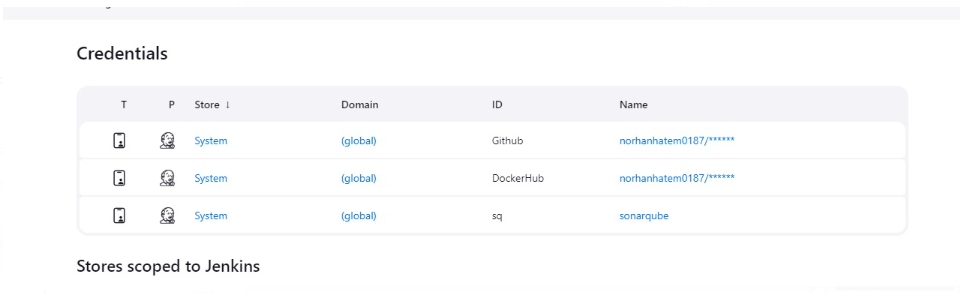 Credentials
T P Store ↓ Domain ID Name
System (global) Github norhanhatem0187/******
System (global) DockerHub norhanhatem0187/******
System (global) sq sonarqube
Stores scoped to Jenkins